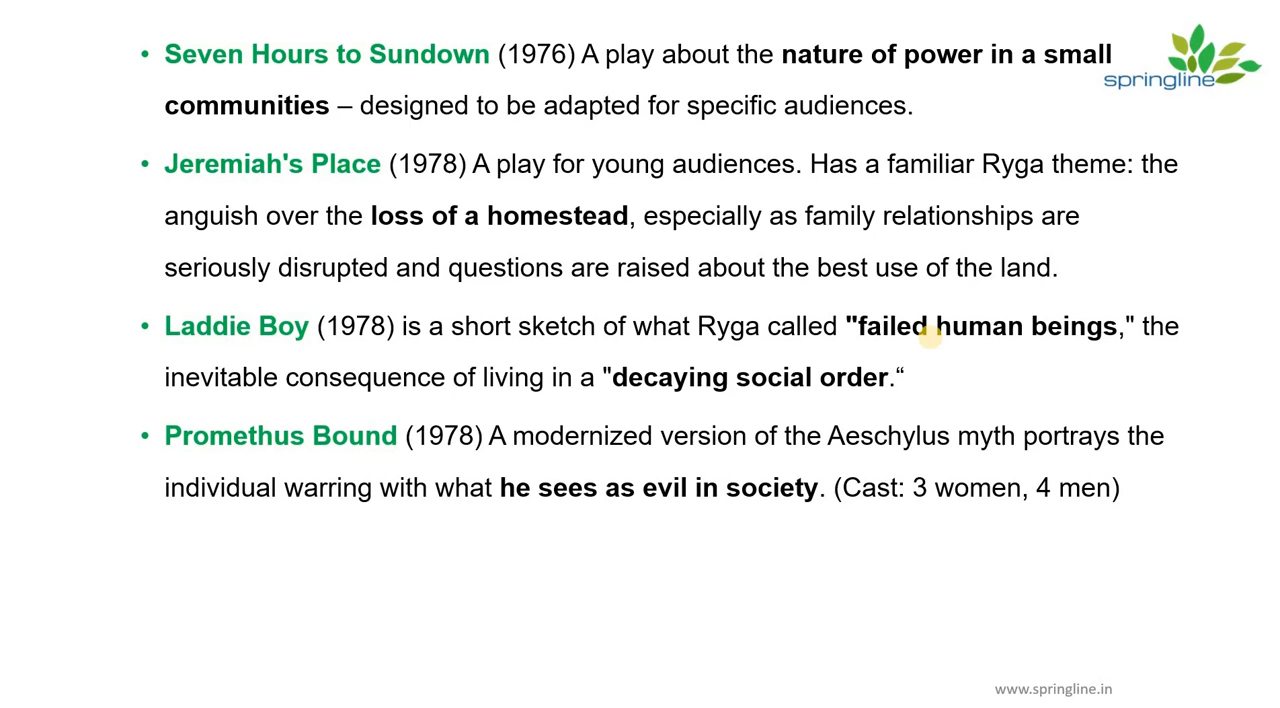 • Seven Hours to Sundown (1976) A play about the nature of power in a small
communities – designed to be adapted for specific audiences.
• Jeremiah's Place (1978) A play for young audiences. Has a familiar Ryga theme: the
anguish over the loss of a homestead, especially as family relationships are
seriously disrupted and questions are raised about the best use of the land.
• Laddie Boy (1978) is a short sketch of what Ryga called "failed human beings," the
inevitable consequence of living in a "decaying social order.“
• Promethus Bound (1978) A modernized version of the Aeschylus myth portrays the
individual warring with what he sees as evil in society. (Cast: 3 women, 4 men)
springline
www.springline.in